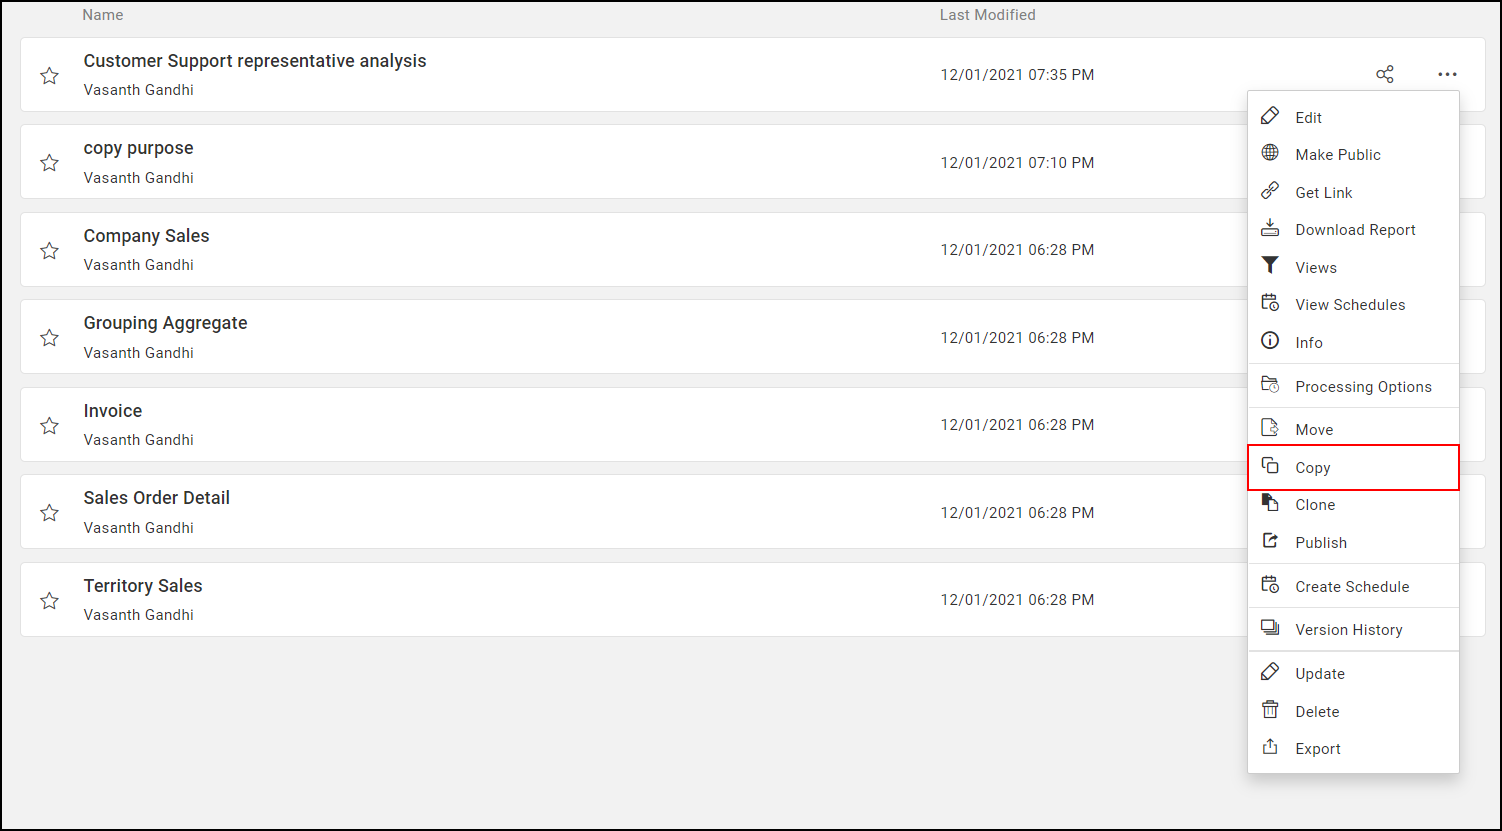 Name
Last Modified
Customer Support representative analysis
Vasanth Gandhi
12/01/2021 07:35 PM
copy purpose
Vasanth Gandhi
12/01/2021 07:10 PM
Company Sales
Vasanth Gandhi
12/01/2021 06:28 PM
Grouping Aggregate
Vasanth Gandhi
12/01/2021 06:28 PM
Invoice
Vasanth Gandhi
12/01/2021 06:28 PM
Sales Order Detail
Vasanth Gandhi
12/01/2021 06:28 PM
Territory Sales
Vasanth Gandhi
12/01/2021 06:28 PM
Edit
Make Public
Get Link
Download Report
Views
View Schedules
Info
Processing Options
Move
Copy
Clone
Publish
Create Schedule
Version History
Update
Delete
Export